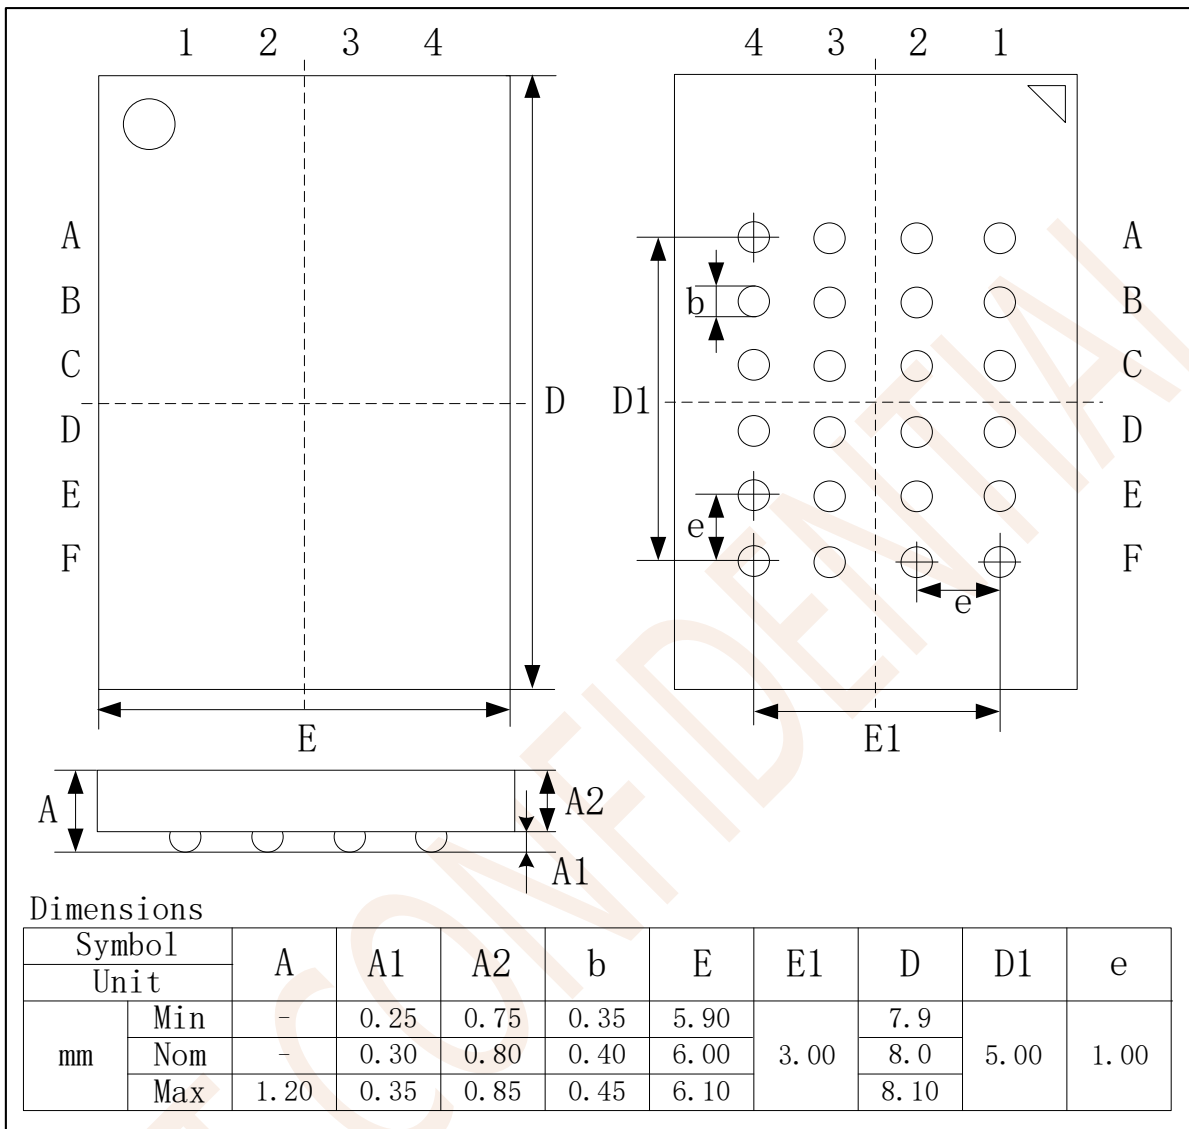 1 2 3 4
4 3 2 1
A
B
C
D
E
F
D
E
A
B
C
D
E
F
b
D1
e
e
E1
A
A2
A1
Dimensions
Symbol A A1 A2 b E E1 D D1 e
Unit
mm Min - 0.25 0.75 0.35 5.90 3.00 7.9 5.00 1.00
Nom - 0.30 0.80 0.40 6.00 8.0
Max 1.20 0.35 0.85 0.45 6.10 8.10
CONFIDENTIAL